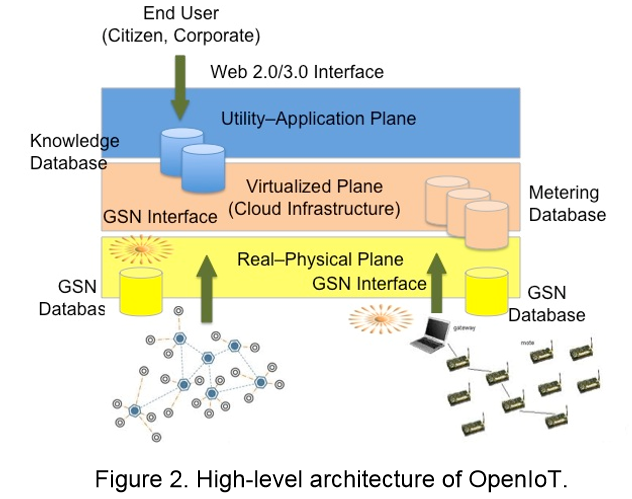 End User
(Citizen, Corporate)
Web 2.0/3.0 Interface
Utility–Application Plane
Knowledge
Database
Virtualized Plane
(Cloud Infrastructure)
GSN Interface
Metering
Database
Real–Physical Plane
GSN Interface
GSN
Databas
GSN
Database
gateway
mote
Figure 2. High-level architecture of OpenIoT.